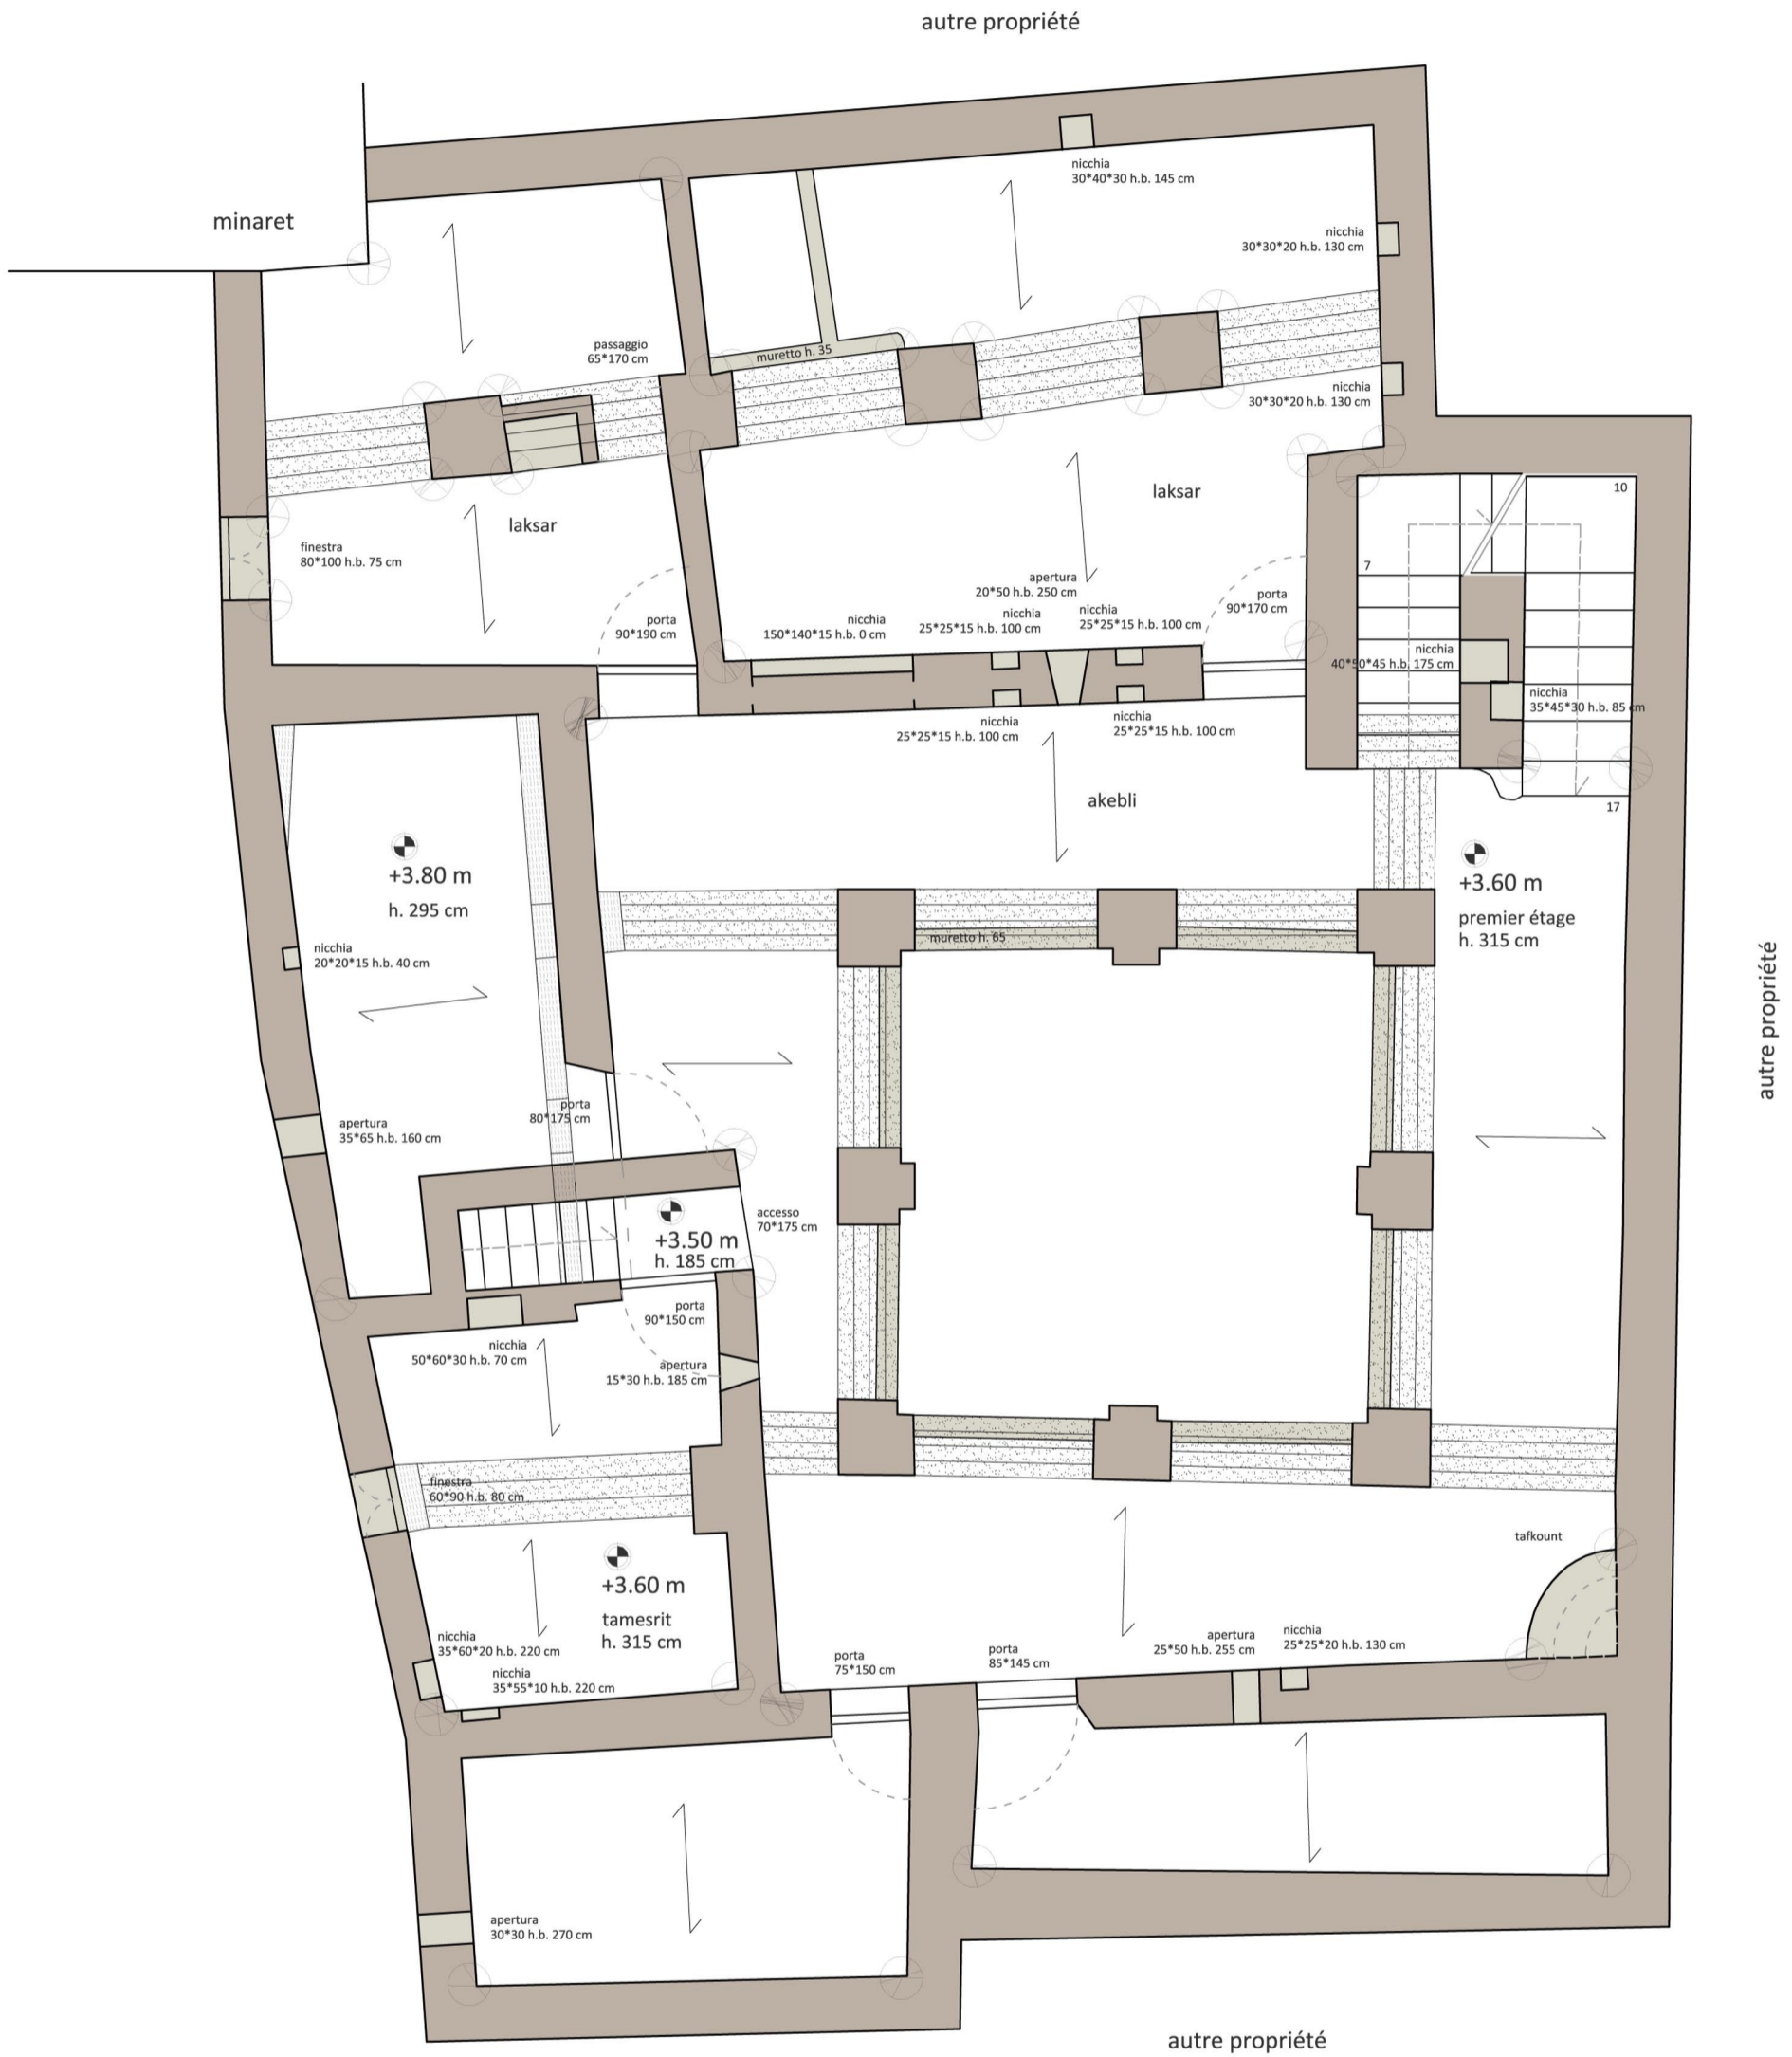 autre propriété
minaret
nicchia
30*40*30 h.b. 145 cm
nicchia
30*30*20 h.b. 130 cm
passaggio
65*170 cm
muretto h. 35
nicchia
30*30*20 h.b. 130 cm
laksar
laksar
10
finestra
80*100 h.b. 75 cm
7
apertura
20*50 h.b. 250 cm
porta
90*170 cm
porta
90*190 cm
nicchia
150*140*15 h.b. 0 cm
nicchia
25*25*15 h.b. 100 cm
nicchia
25*25*15 h.b. 100 cm
nicchia
40*50*45 h.b. 175 cm
nicchia
35*45*30 h.b. 85 cm
nicchia
25*25*15 h.b. 100 cm
nicchia
25*25*15 h.b. 100 cm
akebli
17
+3.80 m
h. 295 cm
+3.60 m
premier étage
h. 315 cm
muretto h. 65
nicchia
20*20*15 h.b. 40 cm
autre propriété
porta
80*175 cm
apertura
35*65 h.b. 160 cm
accesso
70*175 cm
+3.50 m
h. 185 cm
porta
90*150 cm
nicchia
50*60*30 h.b. 70 cm
apertura
15*30 h.b. 185 cm
finestra
60*90 h.b. 80 cm
tafkount
+3.60 m
tamesrit
h. 315 cm
nicchia
35*60*20 h.b. 220 cm
nicchia
35*55*10 h.b. 220 cm
porta
75*150 cm
porta
85*145 cm
apertura
25*50 h.b. 255 cm
nicchia
25*25*20 h.b. 130 cm
apertura
30*30 h.b. 270 cm
autre propriété